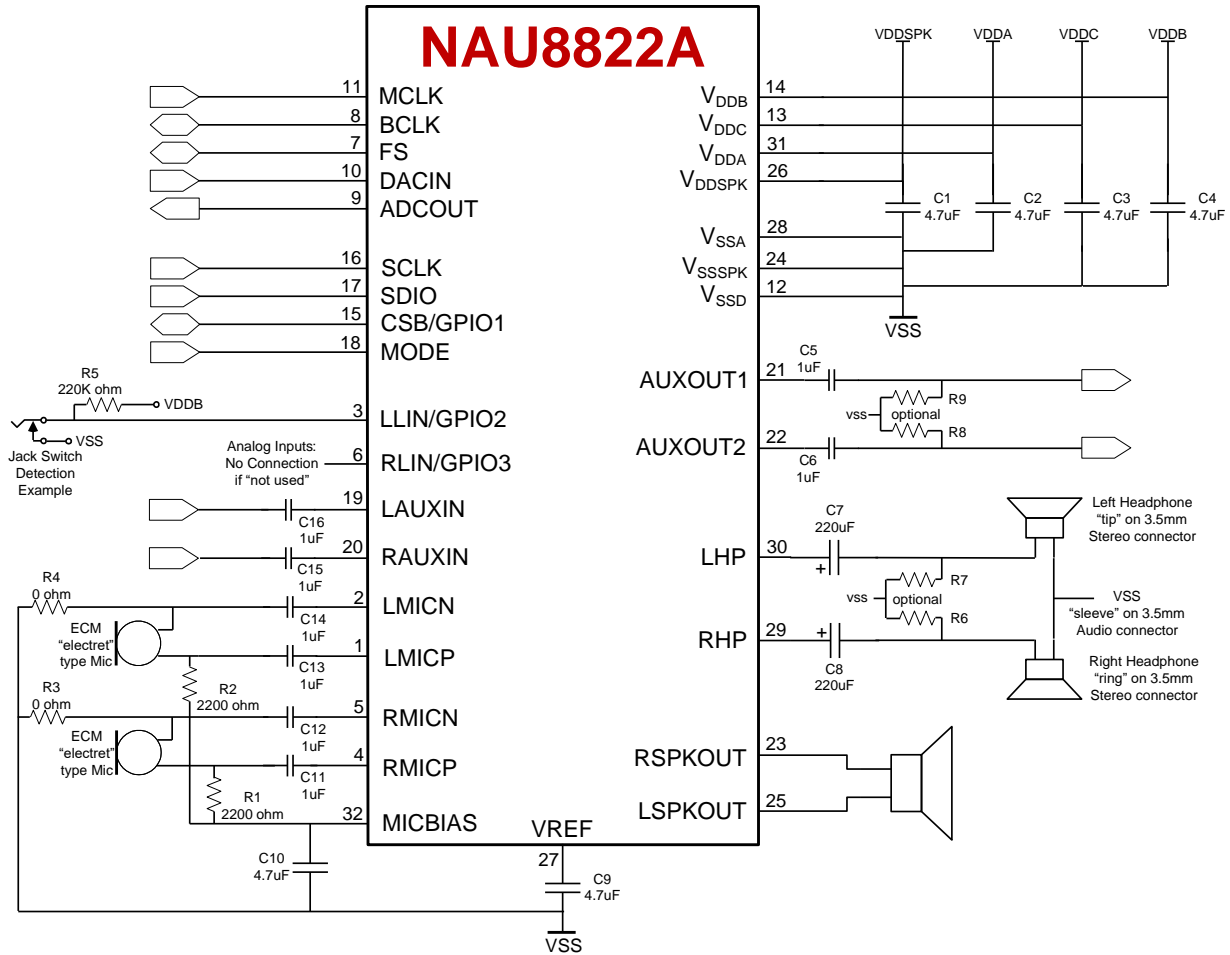 NAU8822A
VDDSPK
VDDA
VDDC
VDDB
11
MCLK
8
BCLK
7
FS
10
DACIN
9
ADCOUT
16
SCLK
17
SDIO
15
CSB/GPIO1
18
MODE
R5
220K ohm
VDDB
VSS
Jack Switch
Detection
Example
3
LLIN/GPIO2
Analog Inputs:
No Connection
if “not used”
6
RLIN/GPIO3
19
LAUXIN
C16
1uF
20
RAUXIN
C15
1uF
R4
0 ohm
2
LMICN
C14
1uF
ECM
“electret”
type Mic
1
LMICP
C13
1uF
R2
2200 ohm
R3
0 ohm
5
RMICN
C12
1uF
ECM
“electret”
type Mic
4
RMICP
C11
1uF
R1
2200 ohm
32
MICBIAS
C10
4.7uF
VREF
27
C9
4.7uF
VSS
VDDB
14
VDDC
13
VDDA
31
VDDSPK
26
C1
4.7uF
C2
4.7uF
C3
4.7uF
C4
4.7uF
VSSA
28
VSSSPK
24
VSSD
12
VSS
AUXOUT1
21
C5
1uF
R9
vss
optional
R8
AUXOUT2
22
C6
1uF
LHP
30
C7
220uF
+
R7
vss
optional
R6
RHP
29
+
C8
220uF
Left Headphone
“tip” on 3.5mm
Stereo connector
VSS
“sleeve” on 3.5mm
Audio connector
Right Headphone
“ring” on 3.5mm
Stereo connector
RSPKOUT
23
LSPKOUT
25